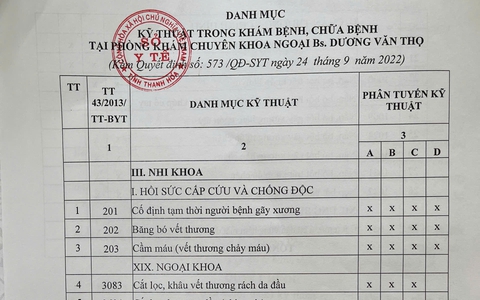 DANH MỤC
KỸ THUẬT TRONG KHÁM BỆNH, CHỮA BỆNH
TẠI PHÒNG KHÁM CHUYÊN KHOA NGOẠI Bs. DƯƠNG VĂN THỌ
(Kèm Quyết định số: 573 /QĐ-SYT ngày 24 tháng 9 năm 2022)
SỞ
Y TẾ
TỈNH THANH HÓA
TT TT 43/2013/ TT-BYT DANH MỤC KỸ THUẬT PHÂN TUYẾN KỸ THUẬT
1 2 3
A B C D
III. NHI KHOA
I. HỒI SỨC CẤP CỨU VÀ CHỐNG ĐỘC
1 201 Cố định tạm thời người bệnh gãy xương x x x x
2 202 Băng bó vết thương x x x x
3 203 Cầm máu (vết thương chảy máu) x x x x
XIX. NGOẠI KHOA
4 3083 Cắt lọc, khâu vết thương rách da đầu x x x